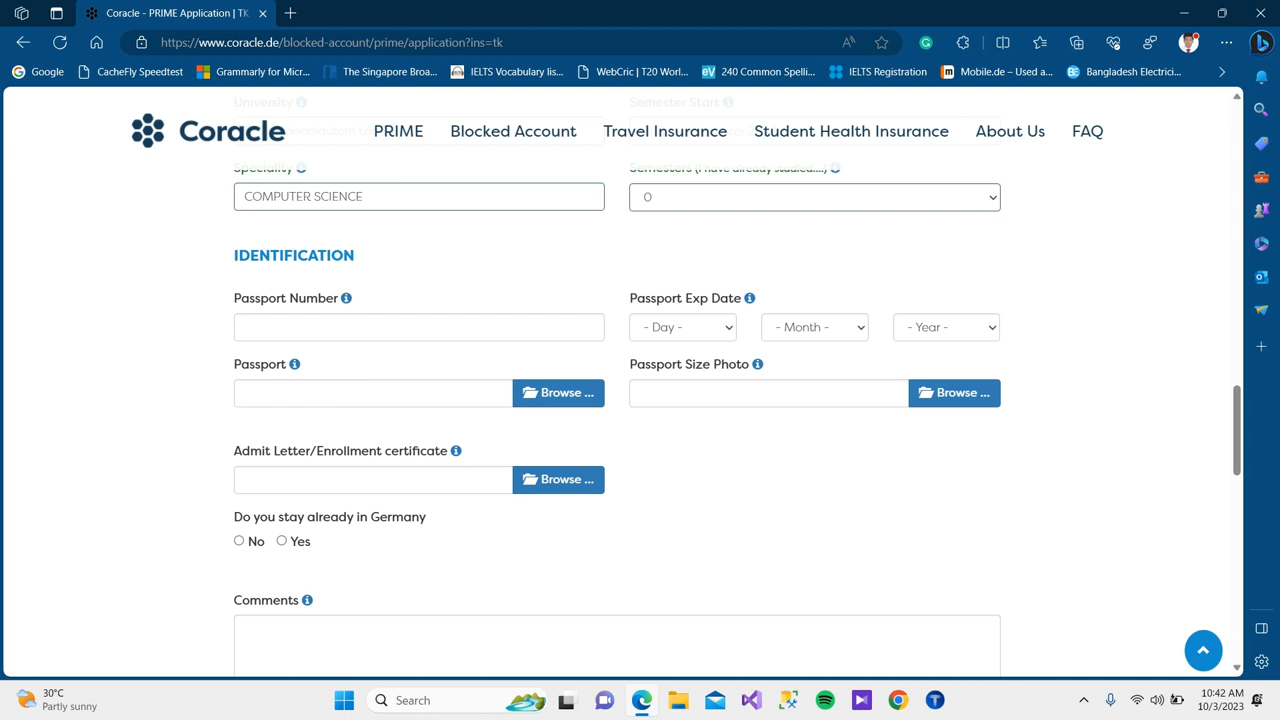 Coracle - PRIME Application | TK
https://www.coracle.de/blocked-account/prime/application?ins=tk
Google CacheFly Speedtest Grammarly for Micr... The Singapore Broa... IELTS Vocabulary lis... WebCric | T20 Worl... 240 Common Spelli... IELTS Registration Mobile.de – Used a... Bangladesh Electrici...
University Semester Start
Coracle PRIME Blocked Account Travel Insurance Student Health Insurance About Us FAQ
Speciality Semesters (I have already studied....)
COMPUTER SCIENCE 0
IDENTIFICATION
Passport Number Passport Exp Date
- Day - - Month - - Year -
Passport Passport Size Photo
Browse ... Browse ...
Admit Letter/Enrollment certificate
Browse ...
Do you stay already in Germany
No Yes
Comments
30°C
Partly sunny
Search
10:42 AM
10/3/2023